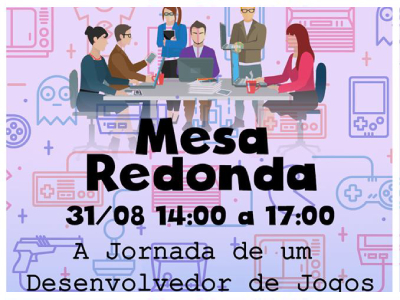 Mesa
Redonda
31/08 14:00 a 17:00
A Jornada de um
Desenvolvedor de Jogos